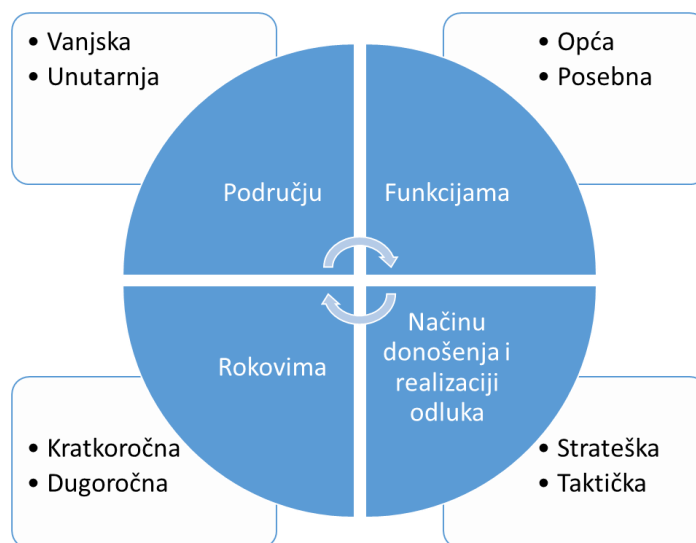 • Vanjska
• Unutarnja
• Opća
• Posebna
Području
Funkcijama
Rokovima
Načinu
donošenja i
realizaciji
odluka
• Kratkoročna
• Dugoročna
• Strateška
• Taktička